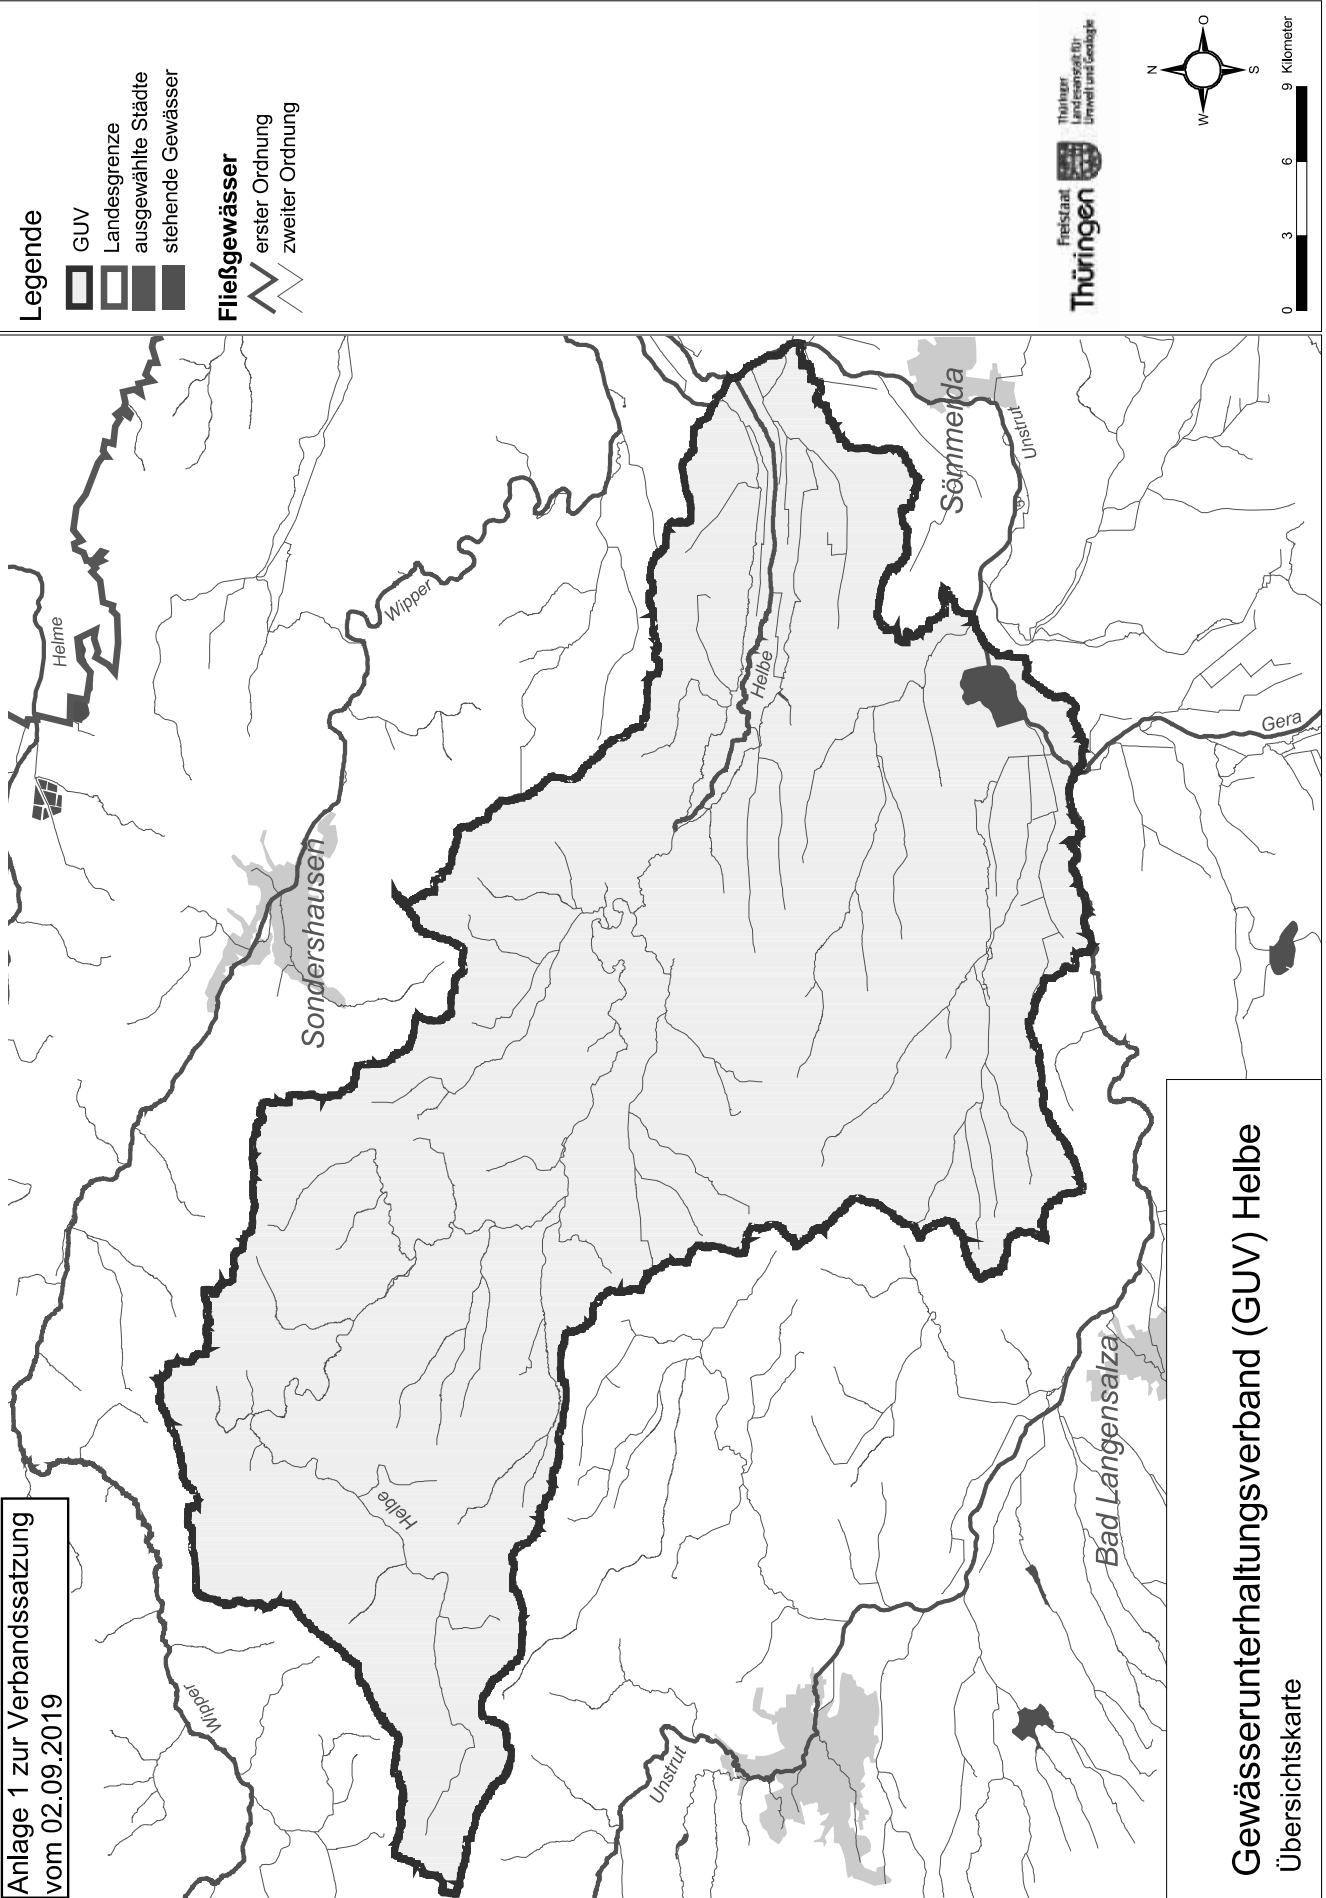 Anlage 1 zur Verbandssatzung
vom 02.09.2019
Wipper
Helme
Sondershausen
Wipper
Helbe
Helbe
Unstrut
Bad Langensalza
Sömmerda
Unstrut
Gera
Gewässerunterhaltungsverband (GUV) Helbe
Übersichtskarte
Legende
GUV
Landesgrenze
ausgewählte Städte
stehende Gewässer
Fließgewässer
erster Ordnung
zweiter Ordnung
Freistaat
Thüringen
Thüringer
Landesanstalt für
Umwelt und Geologie
N
W
O
S
0 3 6 9 Kilometer